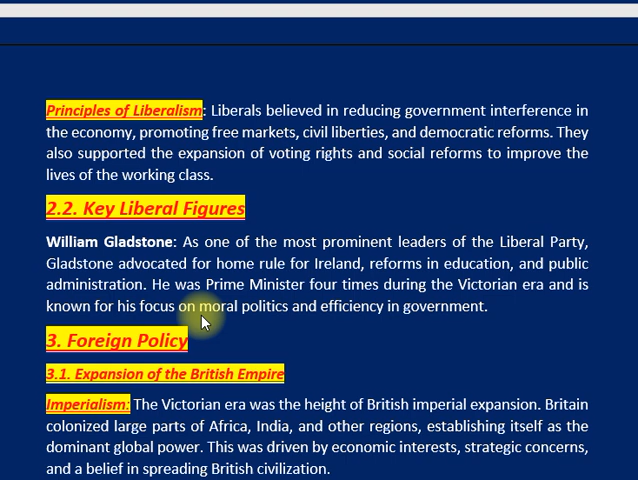 Principles of Liberalism: Liberals believed in reducing government interference in
the economy, promoting free markets, civil liberties, and democratic reforms. They
also supported the expansion of voting rights and social reforms to improve the
lives of the working class.
2.2. Key Liberal Figures
William Gladstone: As one of the most prominent leaders of the Liberal Party,
Gladstone advocated for home rule for Ireland, reforms in education, and public
administration. He was Prime Minister four times during the Victorian era and is
known for his focus on moral politics and efficiency in government.
3. Foreign Policy
3.1. Expansion of the British Empire
Imperialism: The Victorian era was the height of British imperial expansion. Britain
colonized large parts of Africa, India, and other regions, establishing itself as the
dominant global power. This was driven by economic interests, strategic concerns,
and a belief in spreading British civilization.